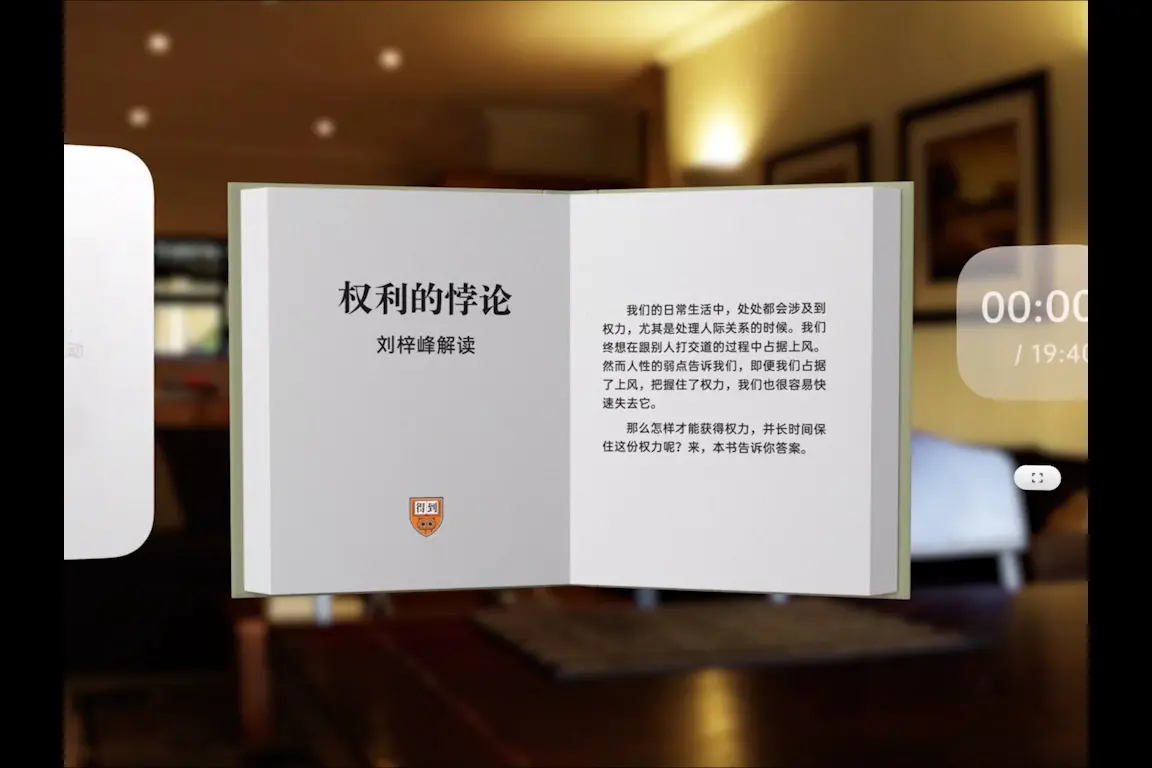 权利的悖论
刘梓峰解读
得到
我们的日常生活中，处处都会涉及到
权力，尤其是处理人际关系的时候。我们
终想在跟别人打交道的过程中占据上风。
然而人性的弱点告诉我们，即便我们占据
了上风，把握住了权力，我们也很容易快
速失去它。
那么怎样才能获得权力，并长时间保
住这份权力呢？来，本书告诉你答案。
00:00
/ 19:40